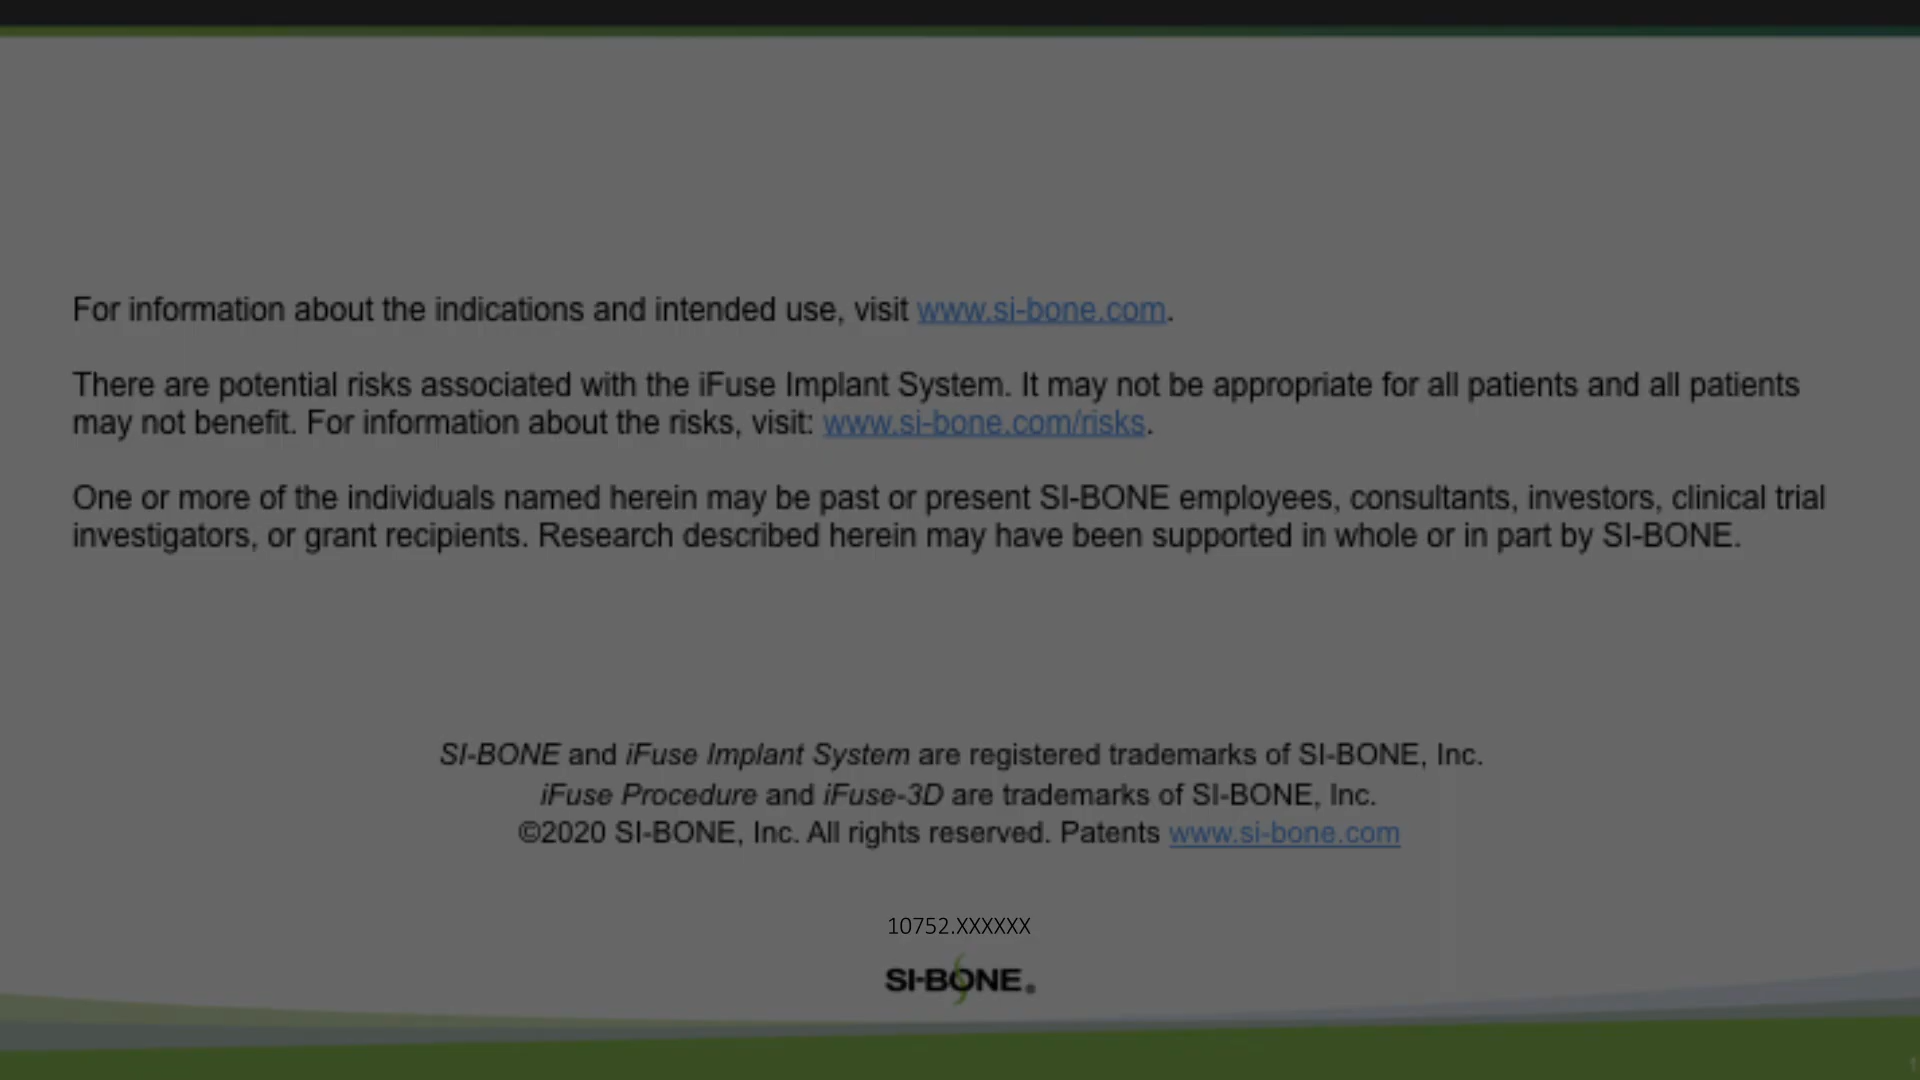 For information about the indications and intended use, visit www.si-bone.com.
There are potential risks associated with the iFuse Implant System. It may not be appropriate for all patients and all patients
may not benefit. For information about the risks, visit: www.si-bone.com/risks.
One or more of the individuals named herein may be past or present SI-BONE employees, consultants, investors, clinical trial
investigators, or grant recipients. Research described herein may have been supported in whole or in part by SI-BONE.
SI-BONE and iFuse Implant System are registered trademarks of SI-BONE, Inc.
iFuse Procedure and iFuse-3D are trademarks of SI-BONE, Inc.
©2020 SI-BONE, Inc. All rights reserved. Patents www.si-bone.com
10752.XXXXXX
SI-BONE®